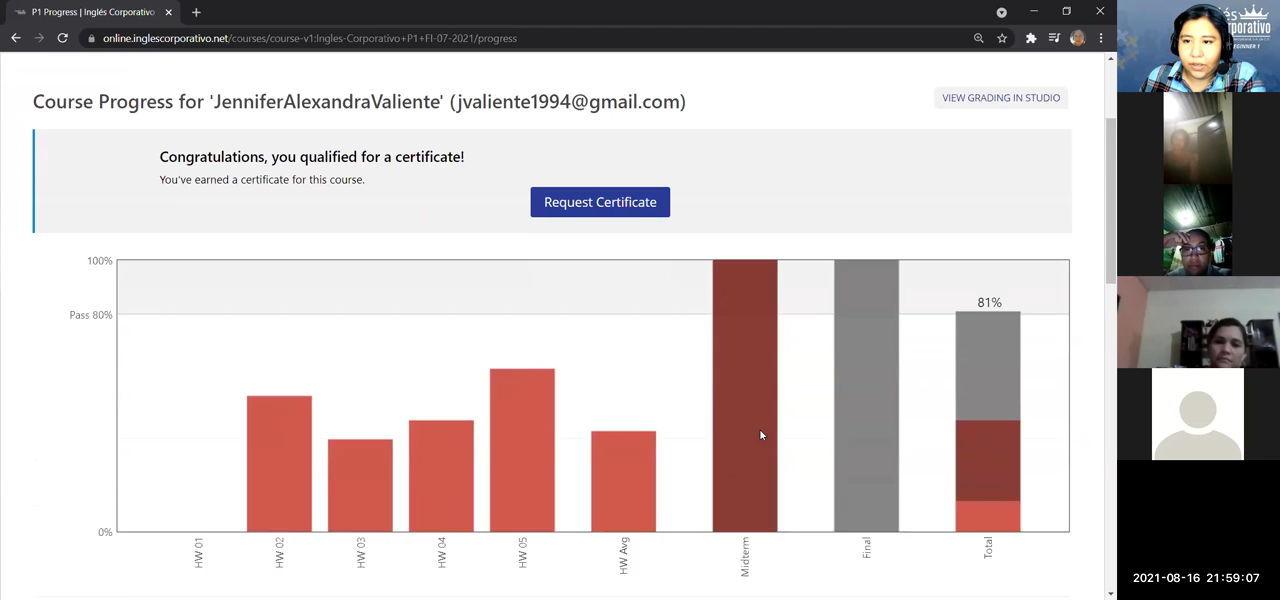 P1 Progress | Inglés Corporativo
online.inglescorporativo.net/courses/course-v1:Ingles-Corporativo+P1+FI-07-2021/progress
Course Progress for 'JenniferAlexandraValiente' (jvaliente1994@gmail.com)
VIEW GRADING IN STUDIO
Congratulations, you qualified for a certificate!
You've earned a certificate for this course.
Request Certificate
100%
Pass 80%
0%
81%
HW 01
HW 02
HW 03
HW 04
HW 05
HW Avg
Midterm
Final
Total
2021-08-16 21:59:07